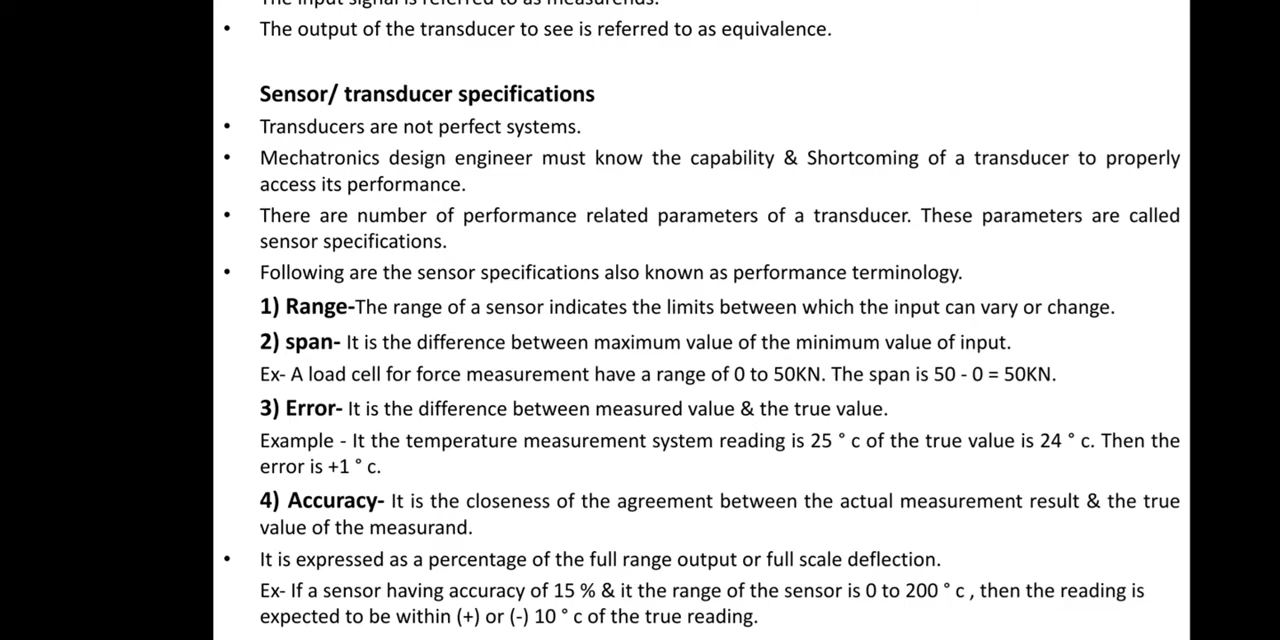 The input signal is referred to as measurends.
• The output of the transducer to see is referred to as equivalence.
Sensor/ transducer specifications
• Transducers are not perfect systems.
• Mechatronics design engineer must know the capability & Shortcoming of a transducer to properly
access its performance.
• There are number of performance related parameters of a transducer. These parameters are called
sensor specifications.
• Following are the sensor specifications also known as performance terminology.
1) Range-The range of a sensor indicates the limits between which the input can vary or change.
2) span- It is the difference between maximum value of the minimum value of input.
Ex- A load cell for force measurement have a range of 0 to 50KN. The span is 50 - 0 = 50KN.
3) Error- It is the difference between measured value & the true value.
Example - It the temperature measurement system reading is 25 ° c of the true value is 24 ° c. Then the
error is +1 ° c.
4) Accuracy- It is the closeness of the agreement between the actual measurement result & the true
value of the measurand.
• It is expressed as a percentage of the full range output or full scale deflection.
Ex- If a sensor having accuracy of 15 % & it the range of the sensor is 0 to 200 ° c , then the reading is
expected to be within (+) or (-) 10 ° c of the true reading.